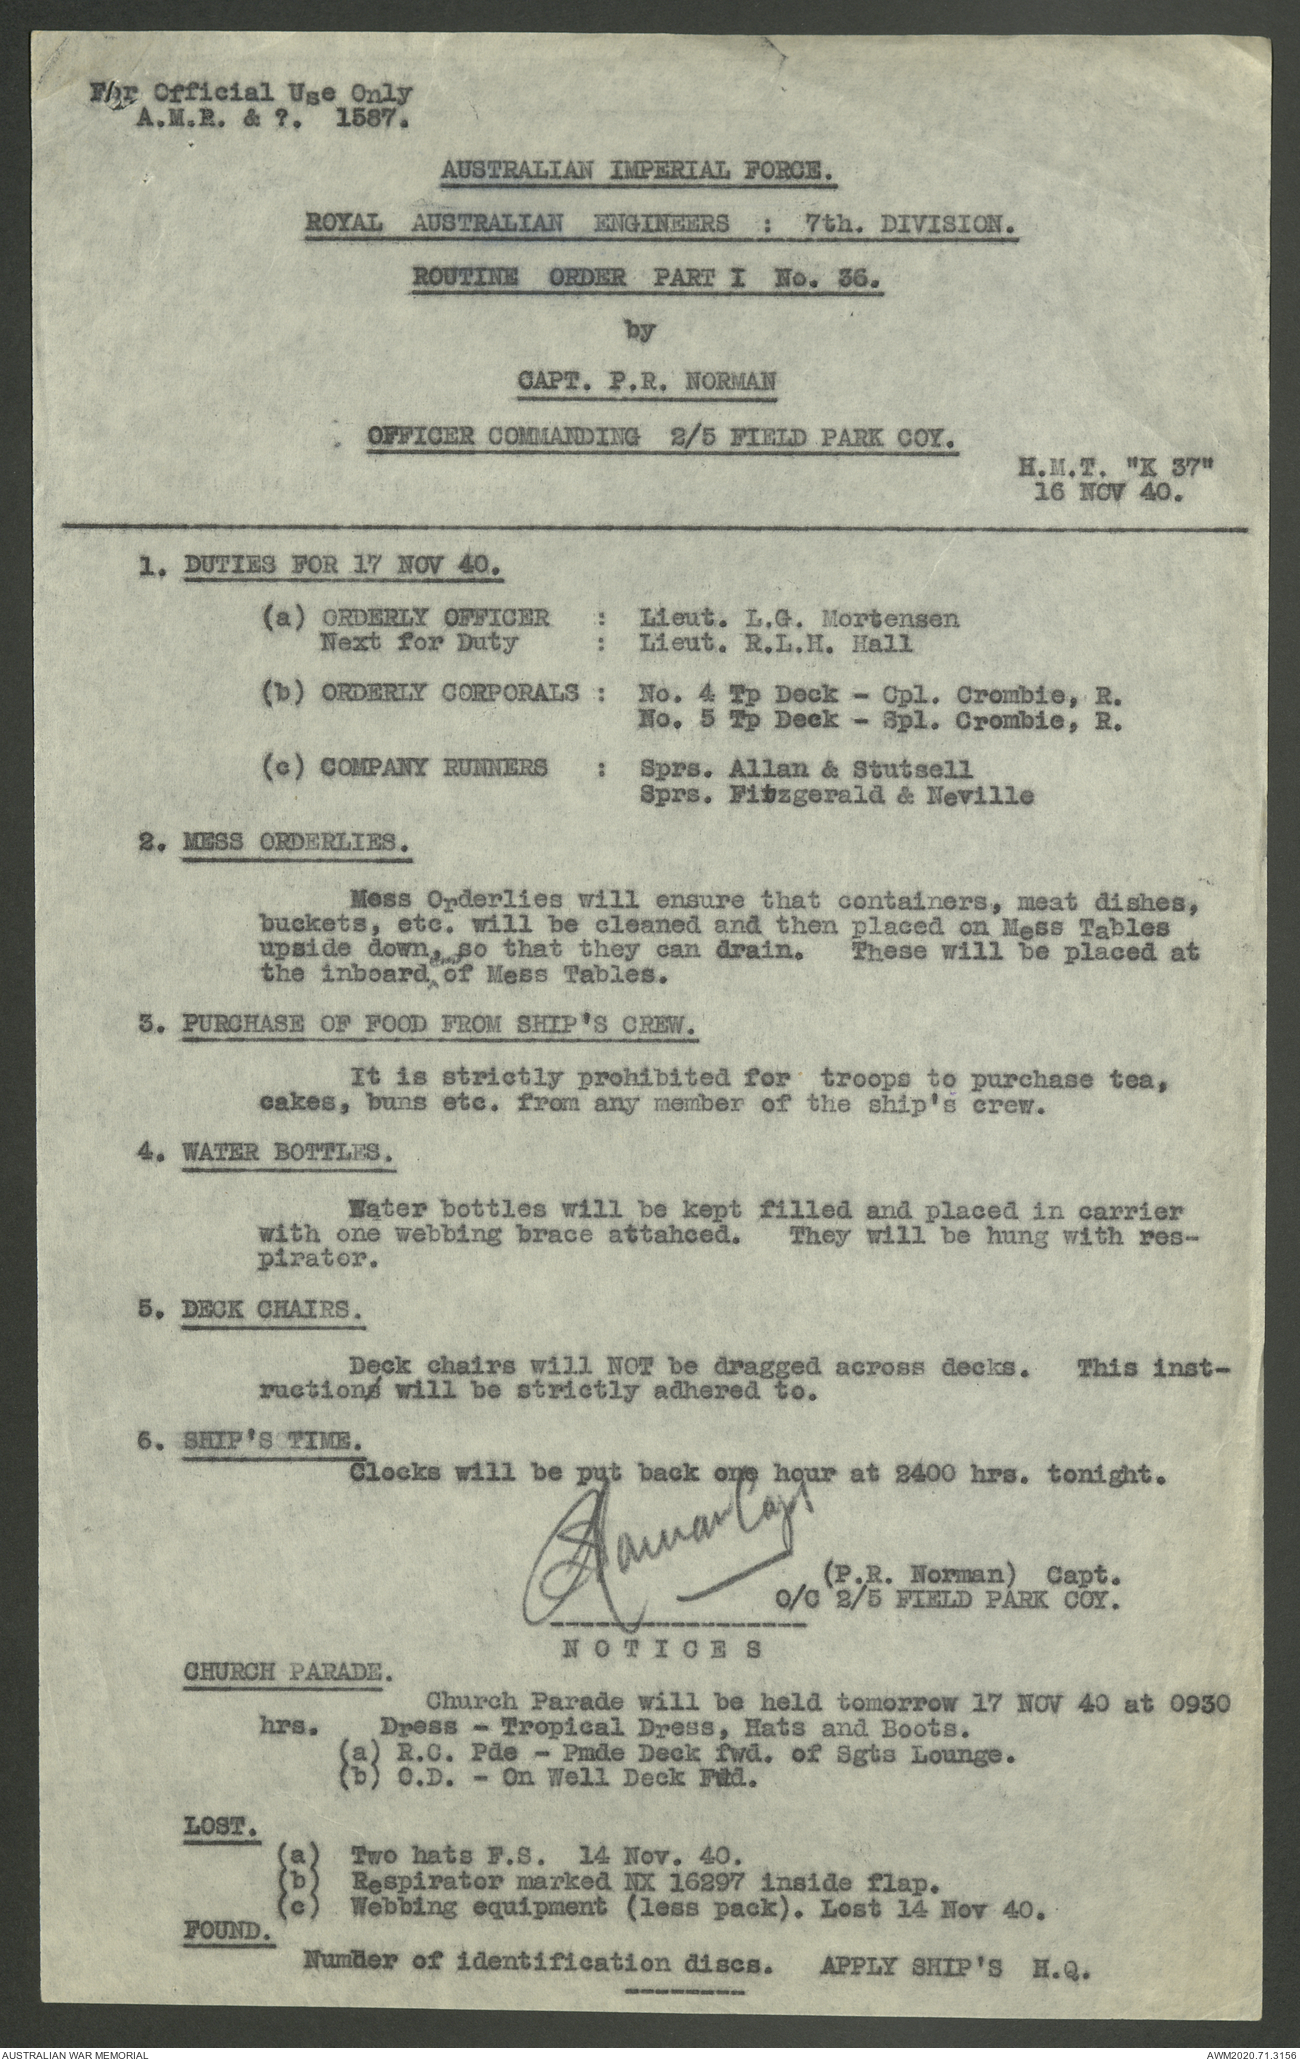 For Official Use Only
A.M.R. & ?. 1587.
AUSTRALIAN IMPERIAL FORCE.
ROYAL AUSTRALIAN ENGINEERS : 7th. DIVISION.
ROUTINE ORDER PART I No. 36.
by
CAPT. P.R. NORMAN
OFFICER COMMANDING 2/5 FIELD PARK COY.
H.M.T. "K 37"
16 NOV 40.
1. DUTIES FOR 17 NOV 40.
(a) ORDERLY OFFICER : Lieut. L.G. Mortensen
Next for Duty : Lieut. R.L.H. Hall
(b) ORDERLY CORPORALS : No. 4 Tp Deck - Cpl. Crombie, R.
No. 5 Tp Deck - Spl. Crombie, R.
(c) COMPANY RUNNERS : Sprs. Allan & Stutsell
Sprs. Fitzgerald & Neville
2. MESS ORDERLIES.
Mess Orderlies will ensure that containers, meat dishes,
buckets, etc. will be cleaned and then placed on Mess Tables
upside down, so that they can drain. These will be placed at
the inboard of Mess Tables.
3. PURCHASE OF FOOD FROM SHIP'S CREW.
It is strictly prohibited for troops to purchase tea,
cakes, buns etc. from any member of the ship's crew.
4. WATER BOTTLES.
Water bottles will be kept filled and placed in carrier
with one webbing brace attahced. They will be hung with res-
pirator.
5. DECK CHAIRS.
Deck chairs will NOT be dragged across decks. This inst-
ruction will be strictly adhered to.
6. SHIP'S TIME.
Clocks will be put back one hour at 2400 hrs. tonight.
Norman Capt
(P.R. Norman) Capt.
O/C 2/5 FIELD PARK COY.
N O T I C E S
CHURCH PARADE.
Church Parade will be held tomorrow 17 NOV 40 at 0930
hrs. Dress - Tropical Dress, Hats and Boots.
(a) R.C. Pde - Pmde Deck fwd. of Sgts Lounge.
(b) O.D. - On Well Deck Fwd.
LOST.
(a) Two hats F.S. 14 Nov. 40.
(b) Respirator marked NX 16297 inside flap.
(c) Webbing equipment (less pack). Lost 14 Nov 40.
FOUND.
Number of identification discs. APPLY SHIP'S H.Q.
AUSTRALIAN WAR MEMORIAL
AWM2020.71.3156